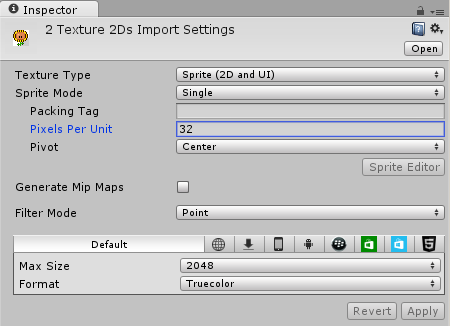 Inspector
2 Texture 2Ds Import Settings
Open
Texture Type Sprite (2D and UI)
Sprite Mode Single
Packing Tag
Pixels Per Unit 32
Pivot Center
Sprite Editor
Generate Mip Maps
Filter Mode Point
Default
Max Size 2048
Format Truecolor
Revert Apply